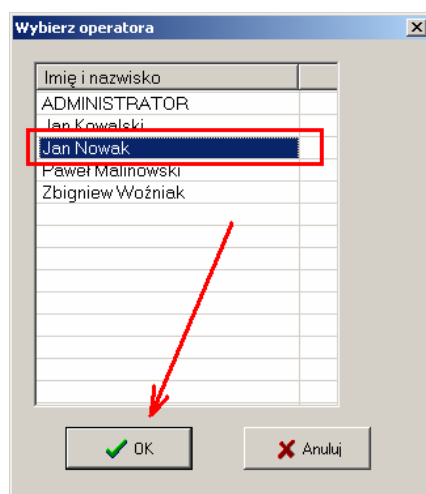 Wybierz operatora
Imię i nazwisko
ADMINISTRATOR
Jan Kowalski
Jan Nowak
Paweł Malinowski
Zbigniew Woźniak
OK
Anuluj